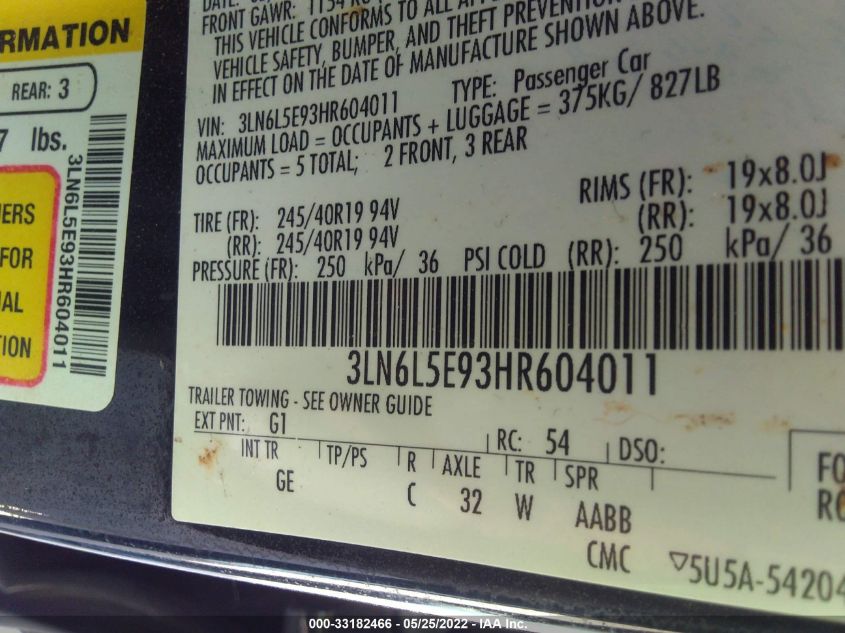 FRONT GAWR:
THIS VEHICLE CONFORMS TO ALL
VEHICLE SAFETY, BUMPER, AND THEFT PREVENTION
IN EFFECT ON THE DATE OF MANUFACTURE SHOWN ABOVE.
VIN: 3LN6L5E93HR604011 TYPE: Passenger Car
MAXIMUM LOAD = OCCUPANTS + LUGGAGE = 375KG/ 827LB
OCCUPANTS = 5 TOTAL; 2 FRONT, 3 REAR
RIMS (FR): 19x8.0J
TIRE (FR): 245/40R19 94V (RR): 19x8.0J
(RR): 245/40R19 94V
PRESSURE (FR): 250 kPa/ 36 PSI COLD (RR): 250 kPa/ 36
3LN6L5E93HR604011
TRAILER TOWING - SEE OWNER GUIDE
EXT PNT: G1 RC: 54 DSO:
INT TR TP/PS R AXLE TR SPR
GE C 32 W AABB
CMC ▽5U5A-54204
FO
RMATION
REAR: 3
7 lbs.
3LN6L5E93HR604011
FOR
000-33182466 - 05/25/2022 - IAA Inc.